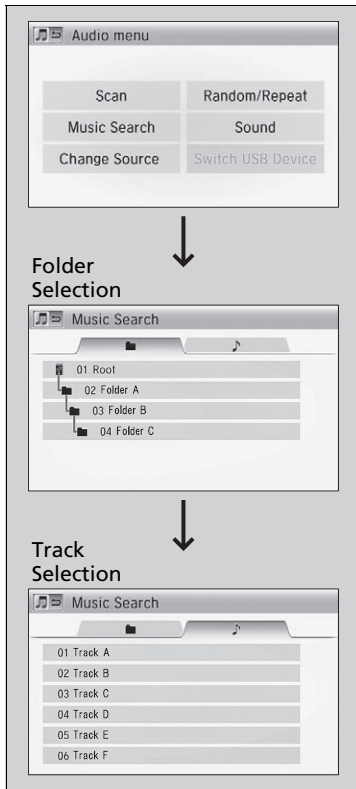 Audio menu
Scan Random/Repeat
Music Search Sound
Change Source Switch USB Device
Folder
Selection
Music Search
01 Root
02 Folder A
03 Folder B
04 Folder C
Track
Selection
Music Search
01 Track A
02 Track B
03 Track C
04 Track D
05 Track E
06 Track F